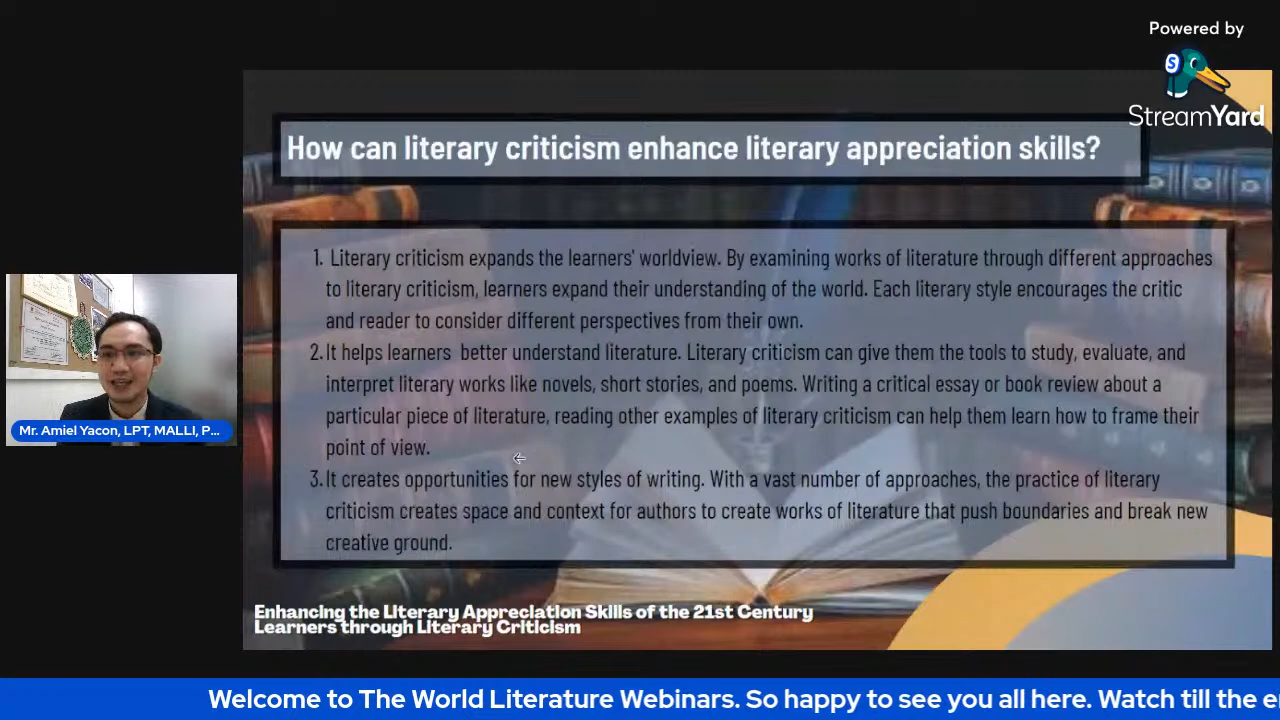 Powered by
S
StreamYard
How can literary criticism enhance literary appreciation skills?
1. Literary criticism expands the learners' worldview. By examining works of literature through different approaches
to literary criticism, learners expand their understanding of the world. Each literary style encourages the critic
and reader to consider different perspectives from their own.
2. It helps learners better understand literature. Literary criticism can give them the tools to study, evaluate, and
interpret literary works like novels, short stories, and poems. Writing a critical essay or book review about a
particular piece of literature, reading other examples of literary criticism can help them learn how to frame their
point of view.
3. It creates opportunities for new styles of writing. With a vast number of approaches, the practice of literary
criticism creates space and context for authors to create works of literature that push boundaries and break new
creative ground.
Mr. Amiel Yacon, LPT, MALLI, P...
Enhancing the Literary Appreciation Skills of the 21st Century
Learners through Literary Criticism
Welcome to The World Literature Webinars. So happy to see you all here. Watch till the e